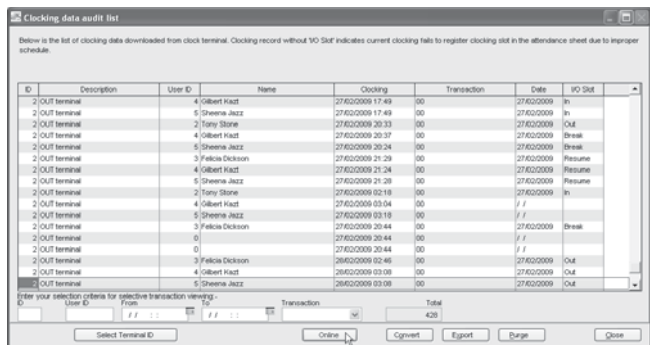 Clocking data audit list
Below is the list of clocking data downloaded from clock terminal. Clocking record without 'I/O Slot' indicates current clocking fails to register clocking slot in the attendance sheet due to improper
schedule.
ID Description User ID Name Clocking Transaction Date I/O Slot
2 OUT terminal 4 Gilbert Kazt 27/02/2009 17:49 00 27/02/2009 In
2 OUT terminal 5 Sheena Jazz 27/02/2009 17:49 00 27/02/2009 In
2 OUT terminal 2 Tony Stone 27/02/2009 20:33 00 27/02/2009 Out
2 OUT terminal 4 Gilbert Kazt 27/02/2009 20:37 00 27/02/2009 Break
2 OUT terminal 5 Sheena Jazz 27/02/2009 20:24 00 27/02/2009 Break
2 OUT terminal 3 Felicia Dickson 27/02/2009 21:29 00 27/02/2009 Resume
2 OUT terminal 4 Gilbert Kazt 27/02/2009 21:24 00 27/02/2009 Resume
2 OUT terminal 5 Sheena Jazz 27/02/2009 21:28 00 27/02/2009 Resume
2 OUT terminal 2 Tony Stone 27/02/2009 02:18 00 27/02/2009 In
2 OUT terminal 4 Gilbert Kazt 27/02/2009 03:04 00 / /
2 OUT terminal 5 Sheena Jazz 27/02/2009 03:18 00 / /
2 OUT terminal 3 Felicia Dickson 27/02/2009 20:44 00 27/02/2009 Break
2 OUT terminal 0 27/02/2009 20:44 00 / /
2 OUT terminal 0 27/02/2009 20:44 00 / /
2 OUT terminal 3 Felicia Dickson 28/02/2009 02:46 00 27/02/2009 Out
2 OUT terminal 4 Gilbert Kazt 28/02/2009 03:08 00 27/02/2009 Out
2 OUT terminal 5 Sheena Jazz 28/02/2009 03:08 00 27/02/2009 Out
Enter your selection criteria for selective transaction viewing:-
ID User ID From To Transaction Total
/ / : : / / : : 428
Select Terminal ID Online Convert Export Purge Close